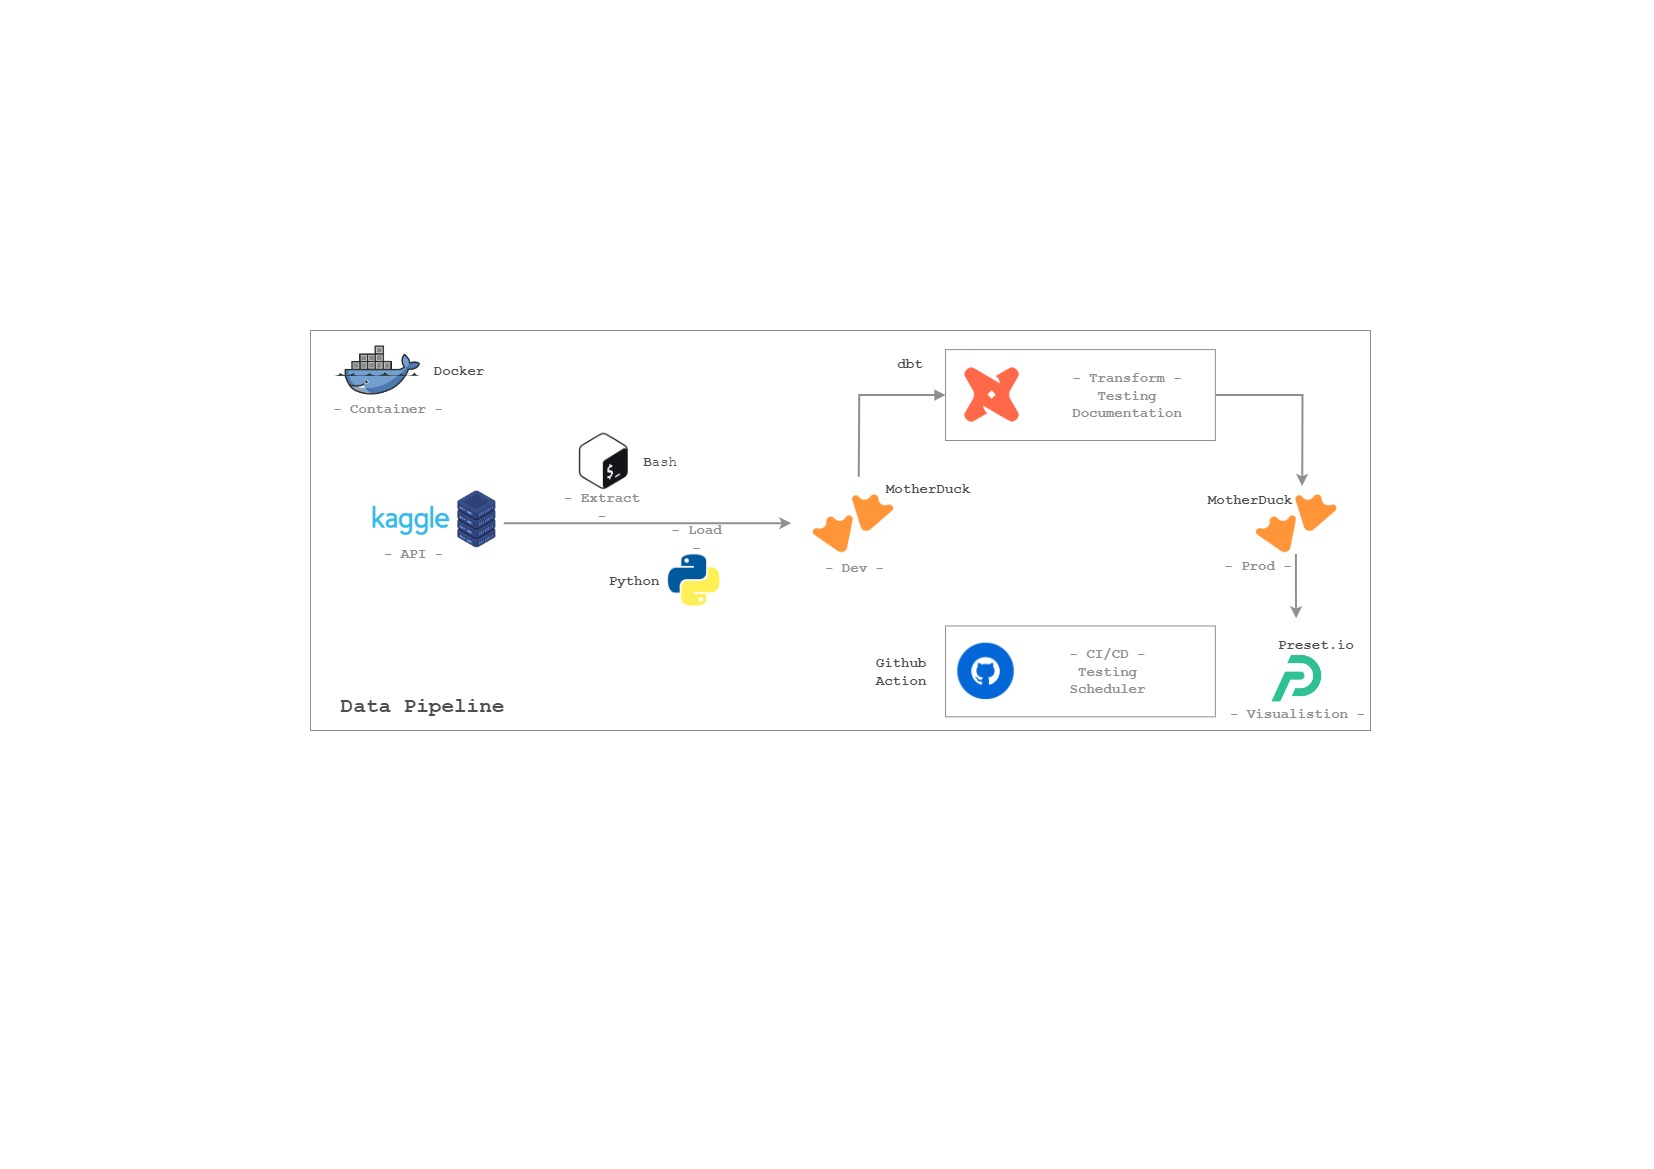 Docker
- Container -
dbt
- Transform -
Testing
Documentation
Bash
- Extract
-
kaggle
- API -
- Load
-
Python
MotherDuck
- Dev -
MotherDuck
- Prod -
Github
Action
- CI/CD -
Testing
Scheduler
Preset.io
- Visualistion -
Data Pipeline
$_